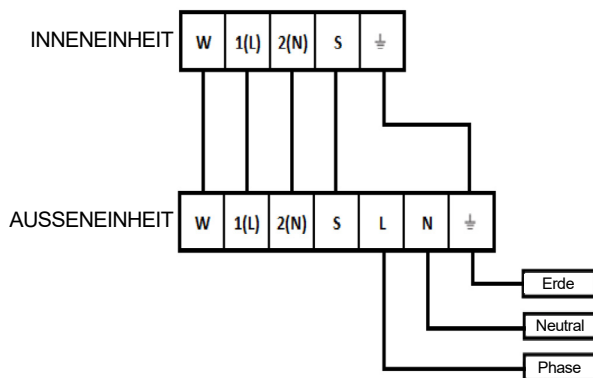 INNENEINHEIT W 1(L) 2(N) S ⏚
AUSSENEINHEIT W 1(L) 2(N) S L N ⏚
Erde
Neutral
Phase